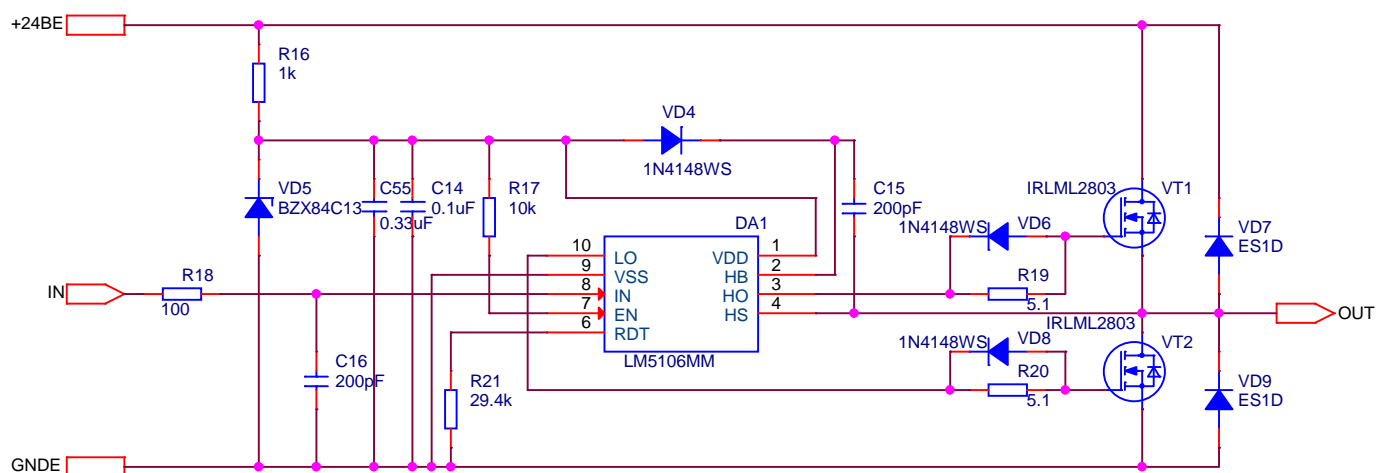 +24BE
R16
1k
VD4
1N4148WS
VD5
BZX84C13
C55
0.33uF
C14
0.1uF
R17
10k
C15
200pF
IRLML2803
VT1
1N4148WS
VD6
VD7
ES1D
DA1
10
LO
VDD
1
9
VSS
HB
2
8
IN
HO
3
7
EN
HS
4
6
RDT
LM5106MM
R19
5.1
IN
R18
100
OUT
IRLML2803
VT2
1N4148WS
VD8
R20
5.1
VD9
ES1D
C16
200pF
R21
29.4k
GNDE